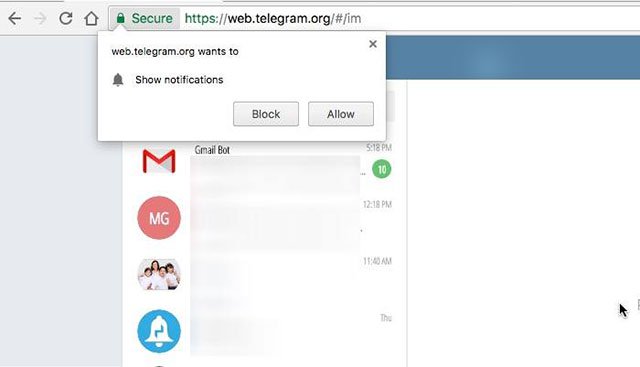 Secure https://web.telegram.org/#/im
web.telegram.org wants to
Show notifications
Block Allow
Gmail Bot 5:18 PM
10
MG 12:18 PM
11:40 AM
Thu